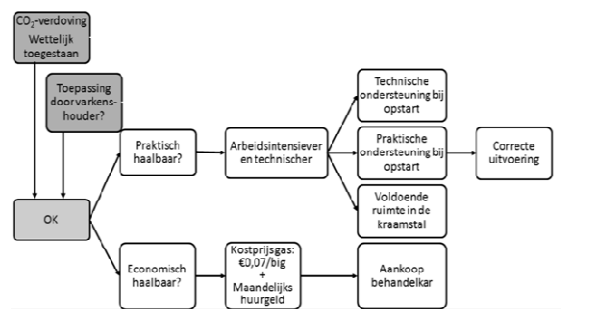 CO₂-verdoving
Wettelijk
toegestaan
Toepassing
door varkens-
houder?
OK
Praktisch
haalbaar?
Arbeidsintensiever
en technischer
Technische
ondersteuning bij
opstart
Praktische
ondersteuning bij
opstart
Correcte
uitvoering
Voldoende
ruimte in de
kraamstal
Economisch
haalbaar?
Kostprijs gas:
€0,07/big
+
Maandelijks
huurgeld
Aankoop
behandelkar